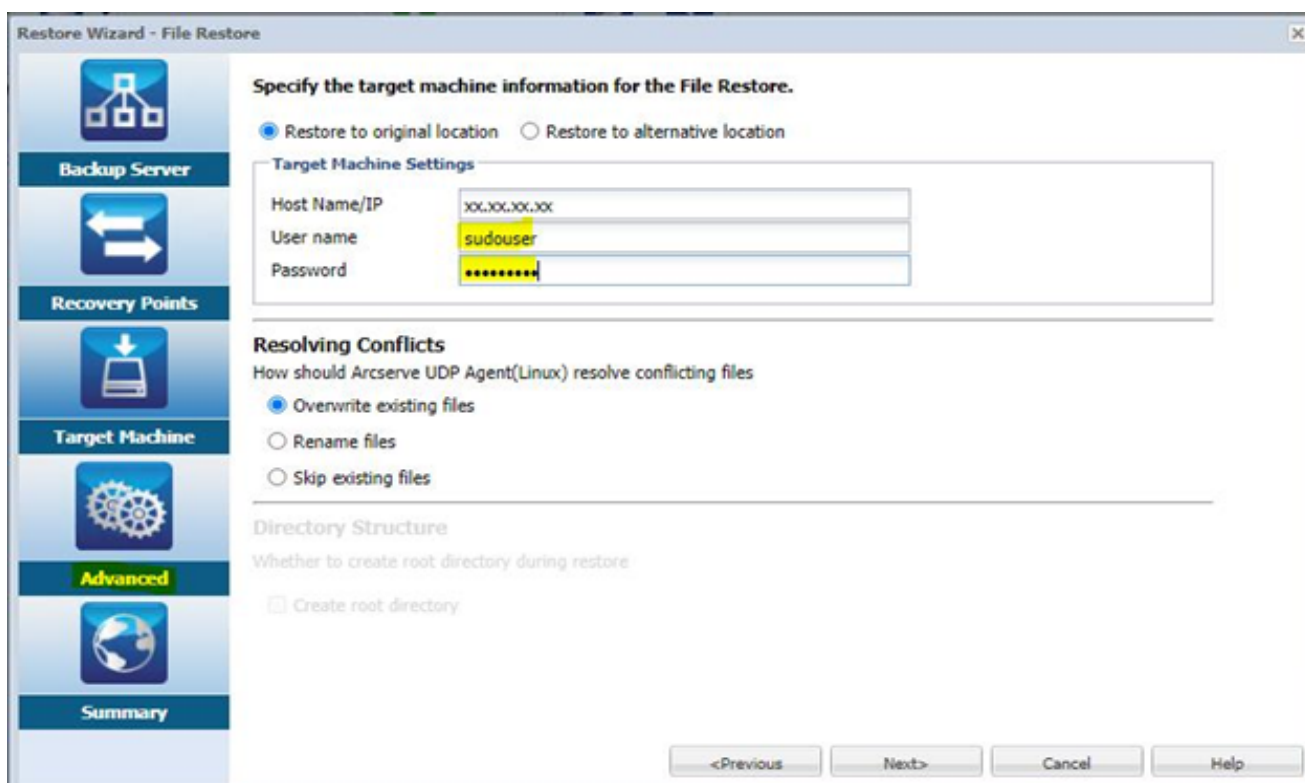 Restore Wizard - File Restore
Backup Server
Recovery Points
Target Machine
Advanced
Summary
Specify the target machine information for the File Restore.
Restore to original location Restore to alternative location
Target Machine Settings
Host Name/IP xx.xx.xx.xx
User name sudouser
Password •••••••••
Resolving Conflicts
How should Arcserve UDP Agent(Linux) resolve conflicting files
Overwrite existing files
Rename files
Skip existing files
Directory Structure
Whether to create root directory during restore
Create root directory
<Previous Next> Cancel Help